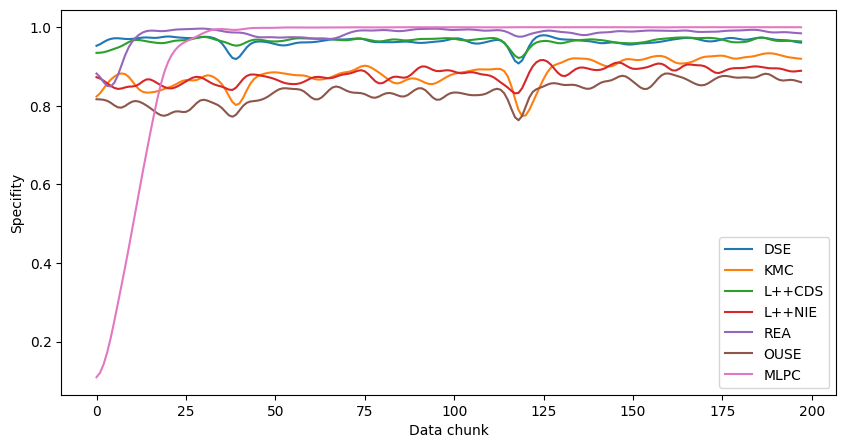 1.0
0.8
0.6
0.4
0.2
Specifity
0
25
50
75
100
125
150
175
200
Data chunk
DSE
KMC
L++CDS
L++NIE
REA
OUSE
MLPC